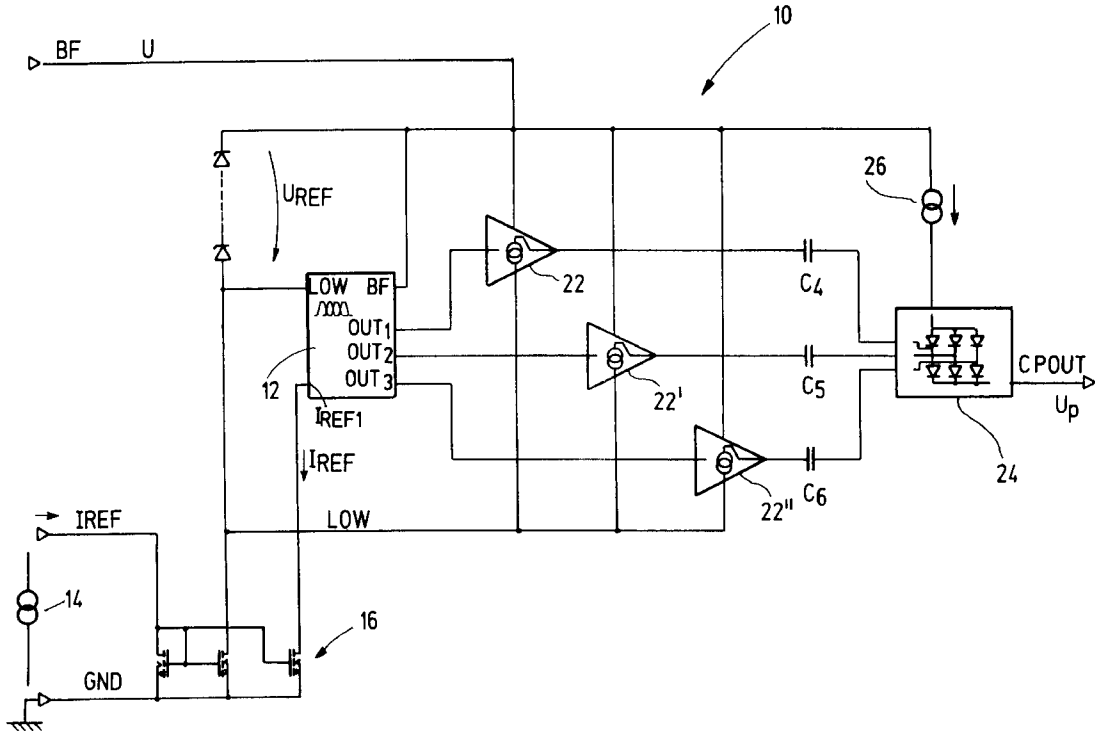 10
BF U
26
UREF
22
C4
LOW BF
OUT1
OUT2
OUT3
12
IREF1
22'
C5
CPOUT
Up
24
IREF
22"
C6
LOW
IREF
14
16
GND